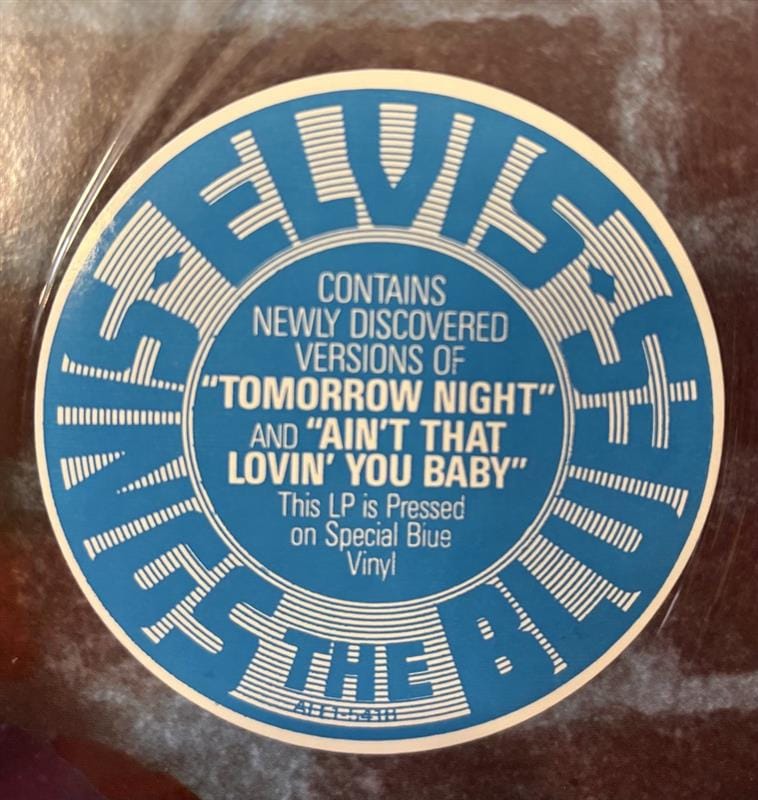 ELVIS
SINGS
THE
BLUES
CONTAINS
NEWLY DISCOVERED
VERSIONS OF
"TOMORROW NIGHT"
AND "AIN'T THAT
LOVIN' YOU BABY"
This LP is Pressed
on Special Blue
Vinyl